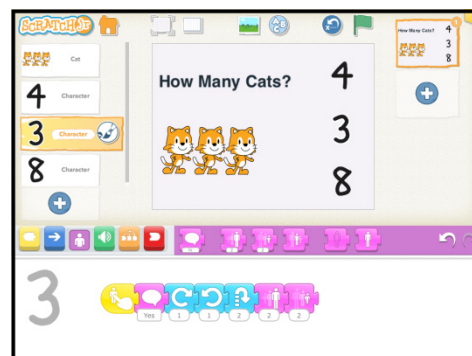 SCRATCHJR
Cat
4 Character
3 Character
8 Character
How Many Cats?
4
3
8
How Many Cats? 4
3
8
1
3
Yes 1 1 2 2 2